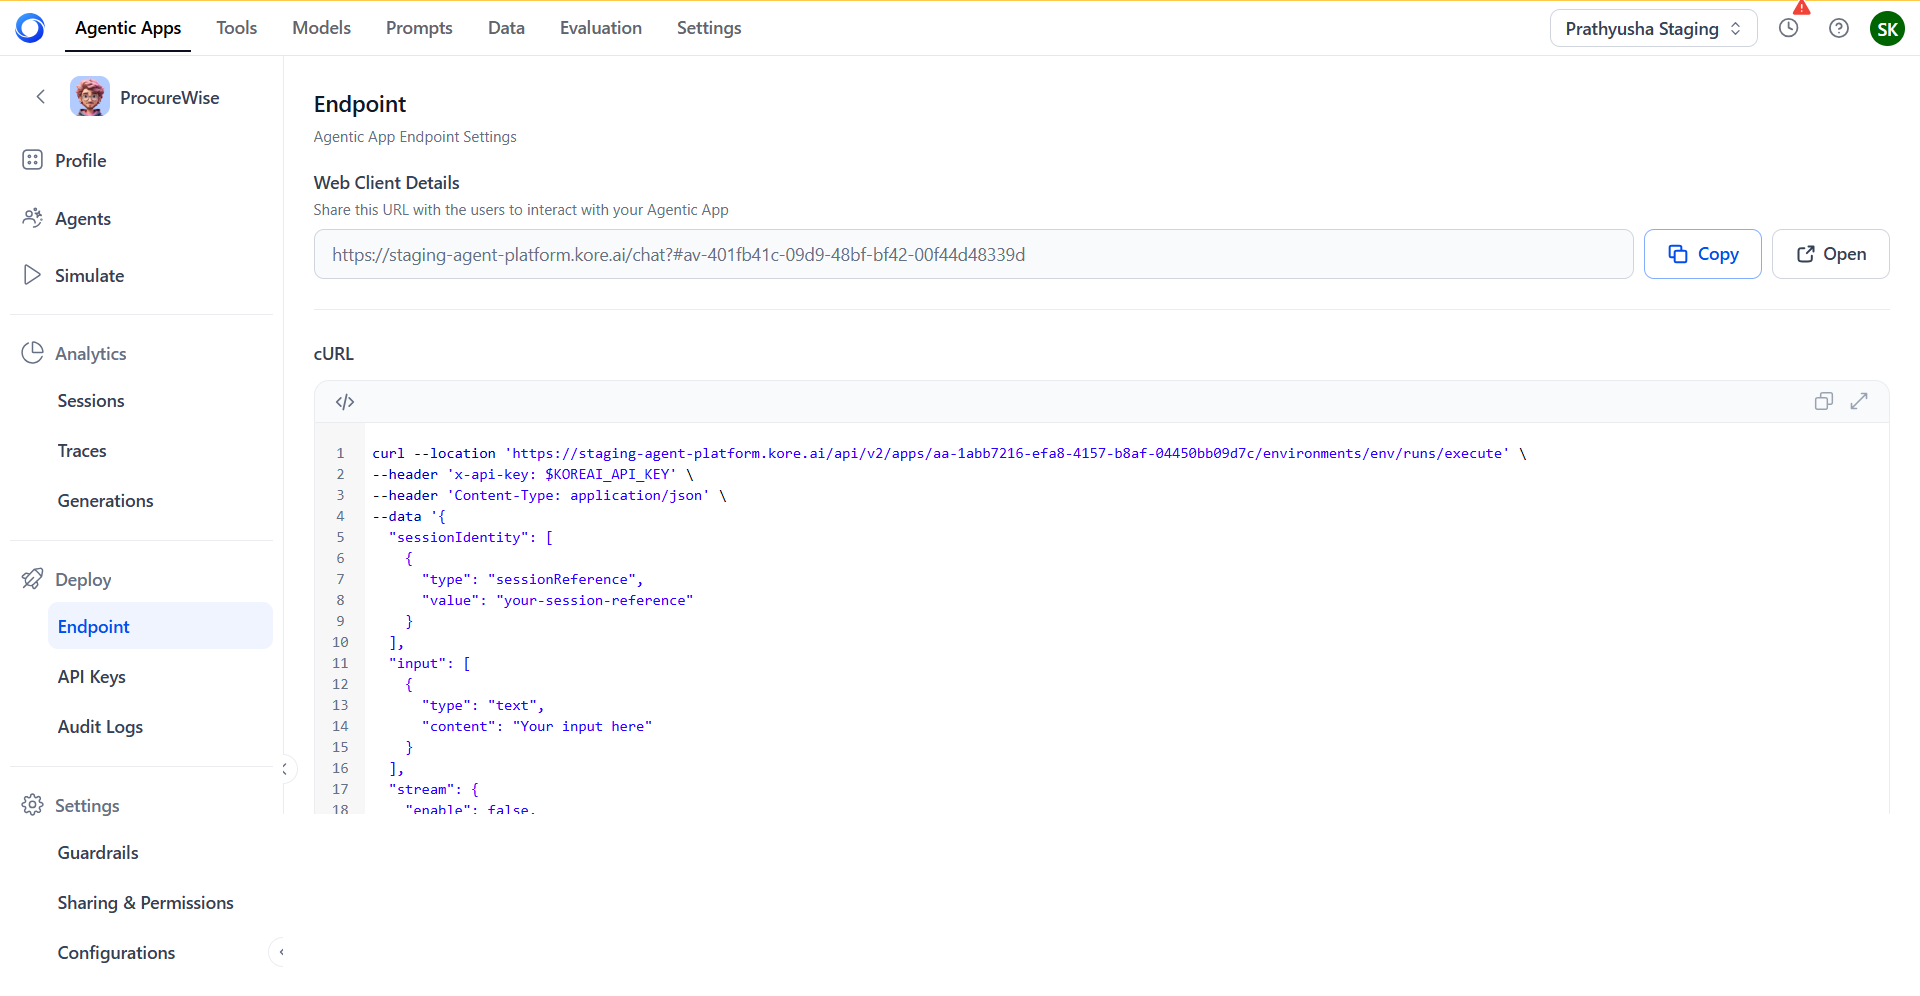 Agentic Apps
Tools
Models
Prompts
Data
Evaluation
Settings
Prathyusha Staging
SK
ProcureWise
Profile
Agents
Simulate
Analytics
Sessions
Traces
Generations
Deploy
Endpoint
API Keys
Audit Logs
Settings
Guardrails
Sharing & Permissions
Configurations
Endpoint
Agentic App Endpoint Settings
Web Client Details
Share this URL with the users to interact with your Agentic App
https://staging-agent-platform.kore.ai/chat?#av-401fb41c-09d9-48bf-bf42-00f44d48339d
Copy
Open
cURL
1 curl --location 'https://staging-agent-platform.kore.ai/api/v2/apps/aa-1abb7216-efa8-4157-b8af-04450bb09d7c/environments/env/runs/execute' \
2 --header 'x-api-key: $KOREAI_API_KEY' \
3 --header 'Content-Type: application/json' \
4 --data '{
5 "sessionIdentity": [
6 {
7 "type": "sessionReference",
8 "value": "your-session-reference"
9 }
10 ],
11 "input": [
12 {
13 "type": "text",
14 "content": "Your input here"
15 }
16 ],
17 "stream": {
18 "enable": false,